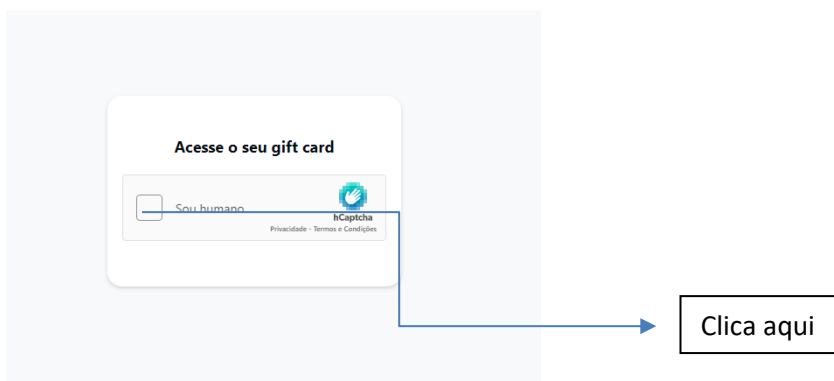 Acesse o seu gift card
Sou humano
hCaptcha
Privacidade - Termos e Condições
Clica aqui